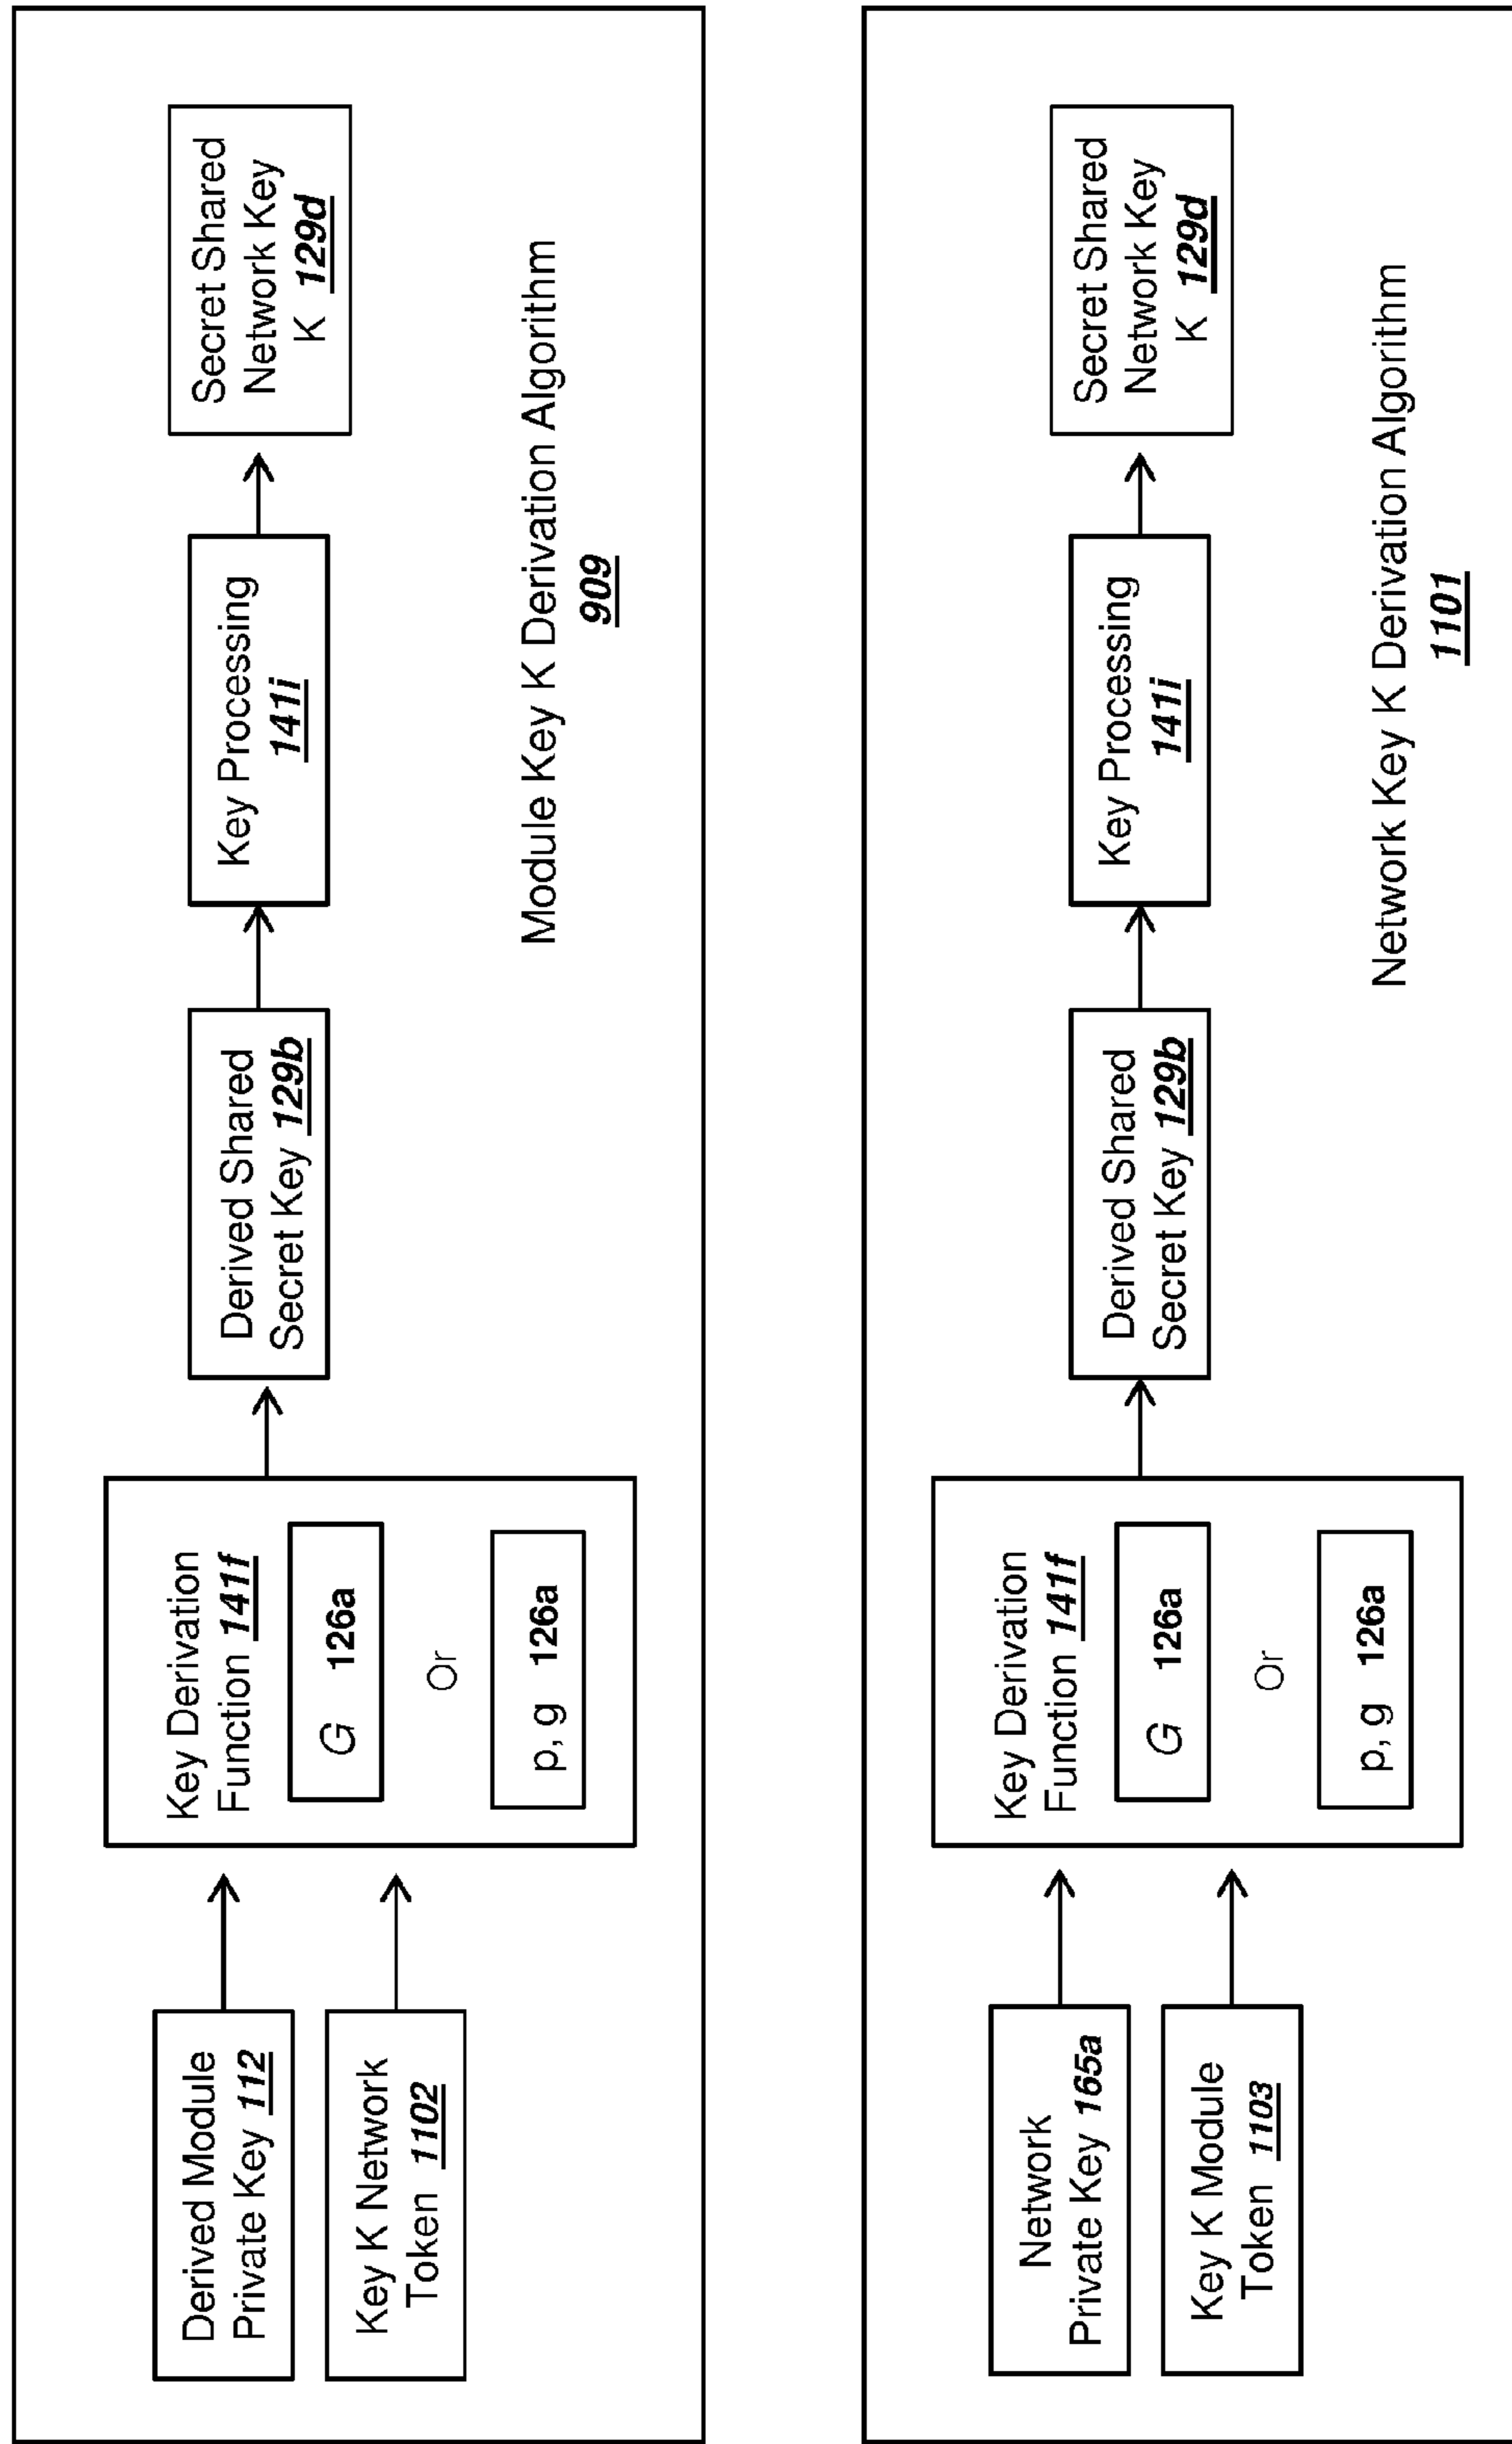 Derived Module
Private Key 112
Key K Network
Token 1102
Key Derivation
Function 141f
G 126a
Or
p, g 126a
Derived Shared
Secret Key 129b
Key Processing
141i
Secret Shared
Network Key
K 129d
Module Key K Derivation Algorithm
909
Network
Private Key 165a
Key K Module
Token 1103
Key Derivation
Function 141f
G 126a
Or
p, g 126a
Derived Shared
Secret Key 129b
Key Processing
141i
Secret Shared
Network Key
K 129d
Network Key K Derivation Algorithm
1101